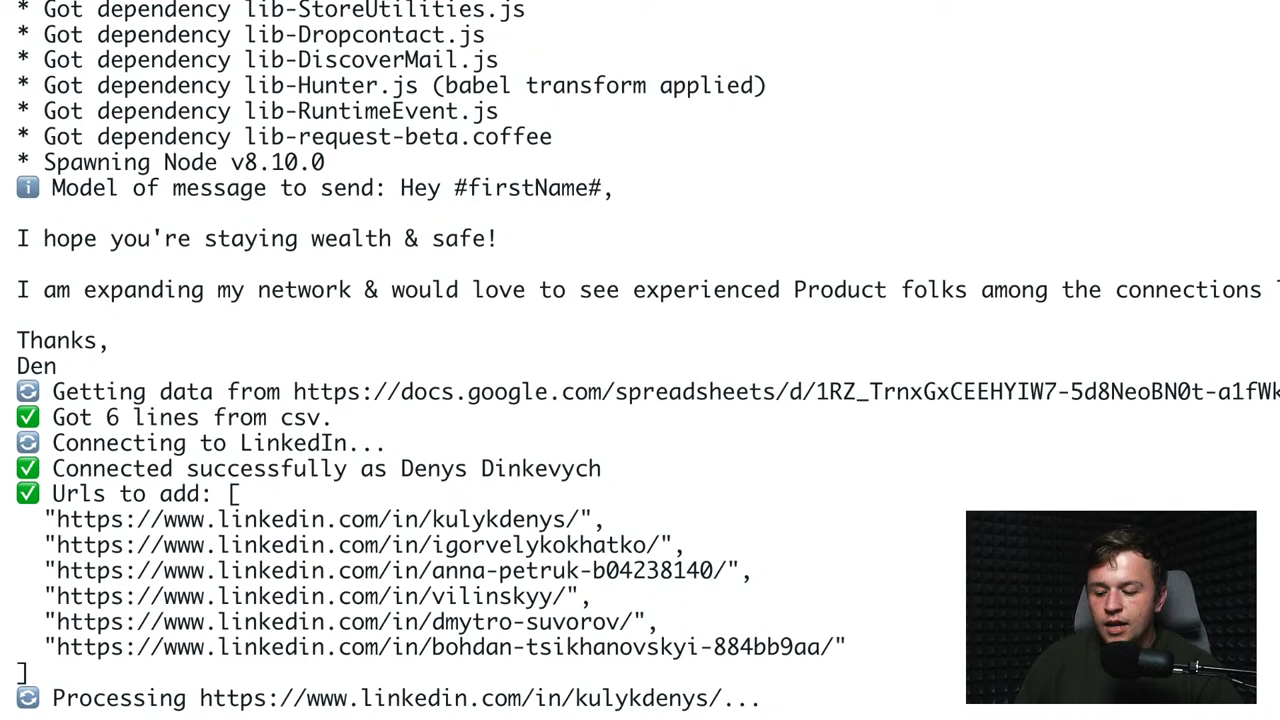 * Got dependency lib-StoreUtilities.js
* Got dependency lib-Dropcontact.js
* Got dependency lib-DiscoverMail.js
* Got dependency lib-Hunter.js (babel transform applied)
* Got dependency lib-RuntimeEvent.js
* Got dependency lib-request-beta.coffee
* Spawning Node v8.10.0
ℹ️ Model of message to send: Hey #firstName#,
I hope you're staying wealth & safe!
I am expanding my network & would love to see experienced Product folks among the connections
Thanks,
Den
🔄 Getting data from https://docs.google.com/spreadsheets/d/1RZ_TrnxGxCEEHYIW7-5d8NeoBN0t-a1fWk
✅ Got 6 lines from csv.
🔄 Connecting to LinkedIn...
✅ Connected successfully as Denys Dinkevych
✅ Urls to add: [
"https://www.linkedin.com/in/kulykdenys/",
"https://www.linkedin.com/in/igorvelykokhatko/",
"https://www.linkedin.com/in/anna-petruk-b04238140/",
"https://www.linkedin.com/in/vilinskyy/",
"https://www.linkedin.com/in/dmytro-suvorov/",
"https://www.linkedin.com/in/bohdan-tsikhanovskyi-884bb9aa/"
]
🔄 Processing https://www.linkedin.com/in/kulykdenys/...